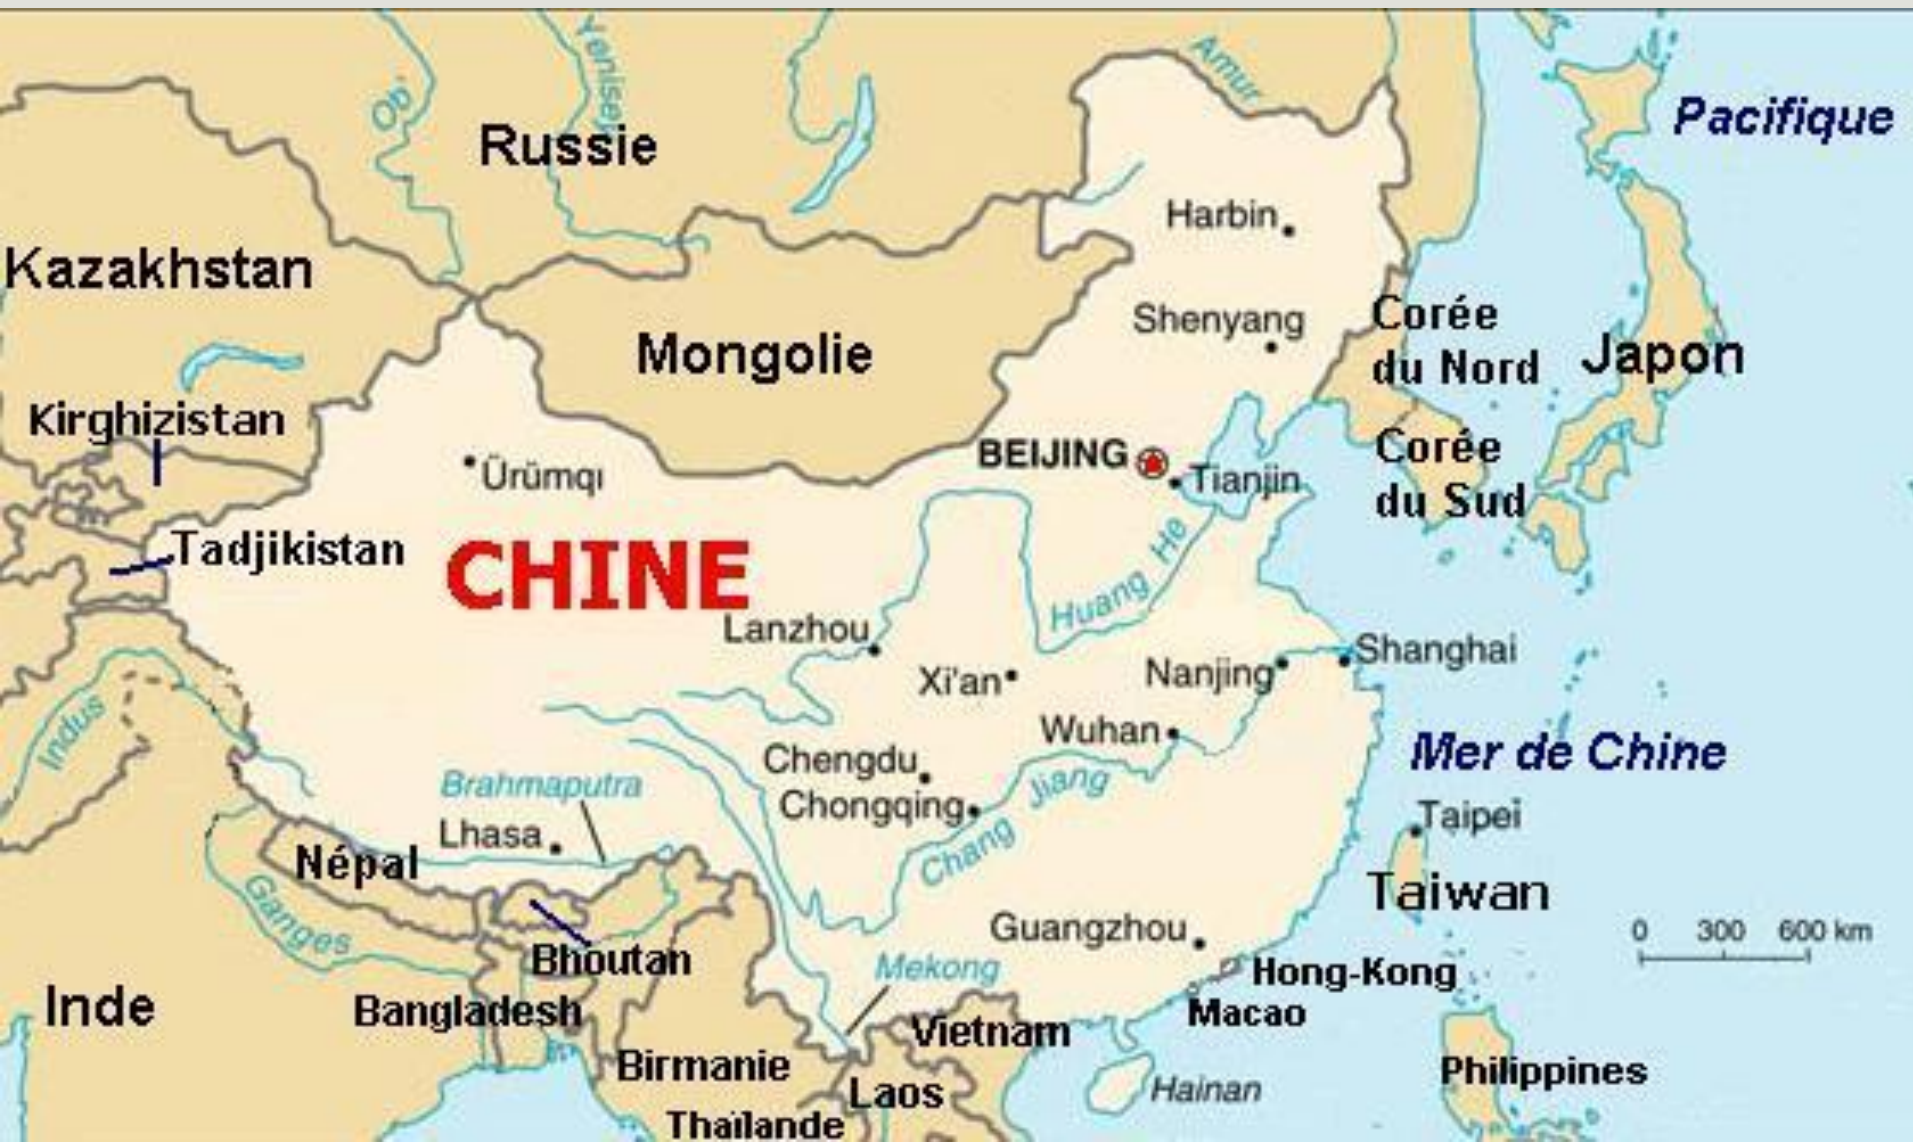 Ob'
Yenisey
Amur
Russie
Pacifique
Kazakhstan
Harbin
Mongolie
Shenyang
Corée
du Nord
Japon
Kirghizistan
Ürümqı
BEIJING
Tianjin
Corée
du Sud
Tadjikistan
CHINE
Huang He
Lanzhou
Xi'an
Nanjing
Shanghai
Indus
Wuhan
Mer de Chine
Chengdu
Chongqing
Chang Jiang
Brahmaputra
Lhasa
Taipei
Népal
Taiwan
Ganges
Guangzhou
0 300 600 km
Bhoutan
Mekong
Hong-Kong
Inde
Bangladesh
Macao
Vietnam
Birmanie
Laos
Philippines
Hainan
Thaïlande